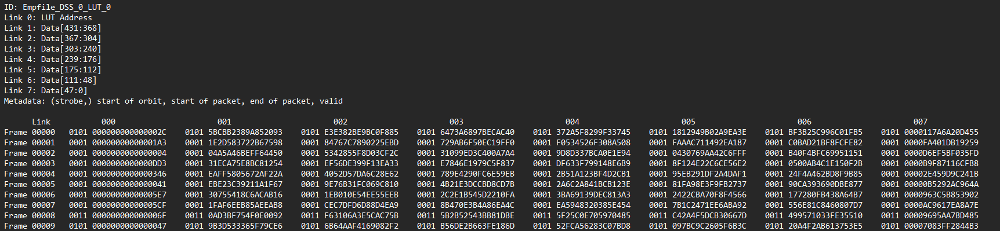 ID: Empfile_DSS_0_LUT_0
Link 0: LUT Address
Link 1: Data[431:368]
Link 2: Data[367:304]
Link 3: Data[303:240]
Link 4: Data[239:176]
Link 5: Data[175:112]
Link 6: Data[111:48]
Link 7: Data[47:0]
Metadata: (strobe,) start of orbit, start of packet, end of packet, valid
Link 000 001 002 003 004 005 006 007
Frame 00000 0101 000000000000002C 0101 5BCBB2389A852093 0101 E3E382BE9BC0F885 0101 6473A6897BECAC40 0101 372A5F8299F33745 0101 1812949B02A9EA3E 0101 BF3B25C996C01FB5 0101 0000117A6A20D455
Frame 00001 0001 00000000000001A3 0001 1E2D583722B67598 0001 84767C7890225EBD 0001 729AB6F50EC19FF0 0001 F0534526F308A508 0001 FAAAC711492EA187 0001 C0BAD21BF8FCFE82 0001 0000FA401DB19259
Frame 00002 0001 0000000000000004 0001 04A5A46BEFF64450 0001 5342855F8D03CF2C 0001 31099ED3C400A7A4 0001 9D8D337BCA0E1E94 0001 0430769AA42C6FFF 0001 B40F4BFC69951151 0001 0000D6EF5BF035FD
Frame 00003 0001 0000000000000DD3 0001 31ECA75E8BC81254 0001 EF56DE399F13EA33 0001 E7846E1979C5F837 0001 DF633F799148E6B9 0001 8F124E22C6CE56E2 0001 0500AB4C1E150F2B 0001 0000B9F87116CFB8
Frame 00004 0001 0000000000000346 0001 EAFF5805672AF22A 0001 4052D57DA6C28E62 0001 789E4290FC6E59EB 0001 2B51A123BF4D2CB1 0001 95EB291DF2A4DAF1 0001 24F4A462BD8F9B85 0001 00002E459D9C241B
Frame 00005 0001 0000000000000041 0001 EBE23C39211A1F67 0001 9E76B31FC069C810 0001 4B21E3DCCBD8CD7B 0001 2A6C2A841BCB123E 0001 81FA98E3F9FB2737 0001 90CA393690DBE877 0001 00000B5292AC964A
Frame 00006 0001 00000000000005E7 0001 30755418C6ACAB16 0001 1EB010E54EE55EEB 0001 2C2E1B545D2210FA 0001 3BA69139DEC813A3 0001 2422CBA70F8F4566 0001 177280FB438A64B7 0001 0000963C5B853902
Frame 00007 0001 00000000000005CF 0001 1FAF6EEB85AEEAB8 0001 CEC7DFD6D88D4EA9 0001 8B470E3B4A86EA4C 0001 EA5948320385E454 0001 7B1C2471EE6ABA92 0001 556E81C8460807D7 0001 0000AC9617EA8A7E
Frame 00008 0011 000000000000006F 0011 0AD3BF754F0E0092 0011 F63106A3E5CAC75B 0011 5B2B52543BB81DBE 0011 5F25C0E705970485 0011 C42A4F5DCB30667D 0011 499571033FE35510 0011 00009695AA7BD485
Frame 00009 0101 0000000000000047 0101 9B3D533365F79CE6 0101 6B64AAF4169082F2 0101 B56DE2B663FE186D 0101 52FCA56283C07BD8 0101 097BC9C2605F6B3C 0101 20A4F2AB613753E5 0101 00007083FF2844B3